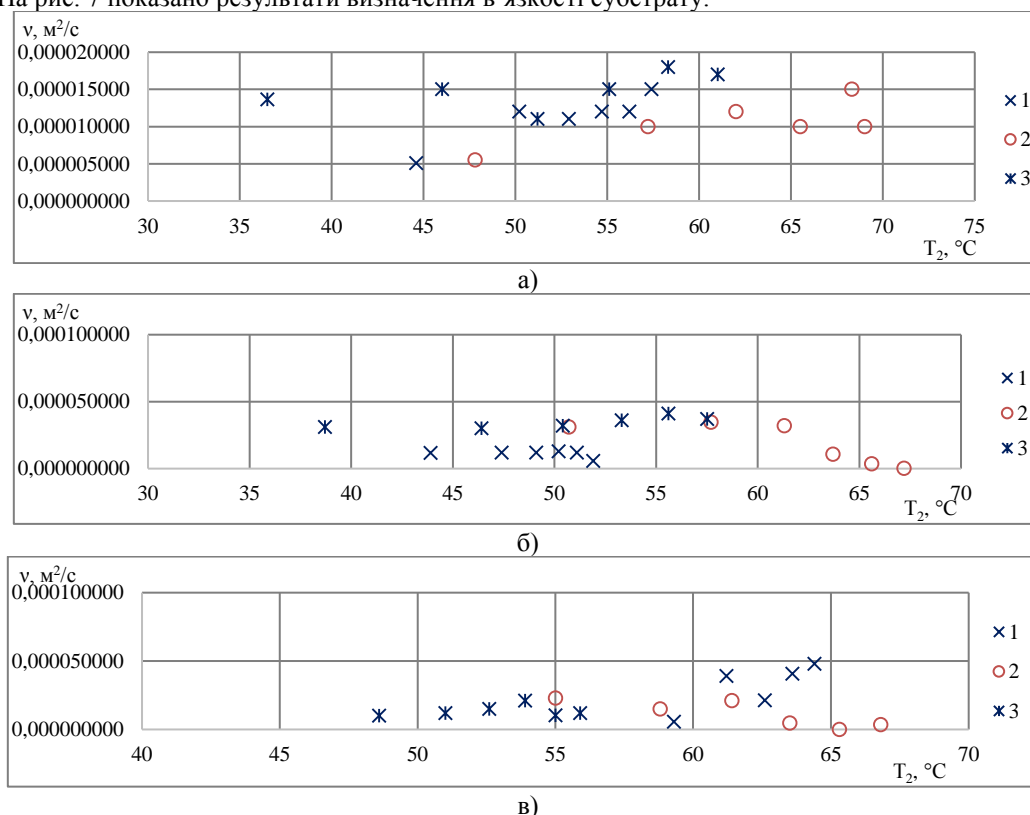 На рис. 7 показано результати визначення в'язкості субстрату.
ν, м²/с
0,000020000
0,000015000
0,000010000
0,000005000
0,000000000
30 35 40 45 50 55 60 65 70 75
T₂, °C
1
2
3
а)
ν, м²/с
0,000100000
0,000050000
0,000000000
30 35 40 45 50 55 60 65 70
T₂, °C
1
2
3
б)
ν, м²/с
0,000100000
0,000050000
0,000000000
40 45 50 55 60 65 70
T₂, °C
1
2
3
в)